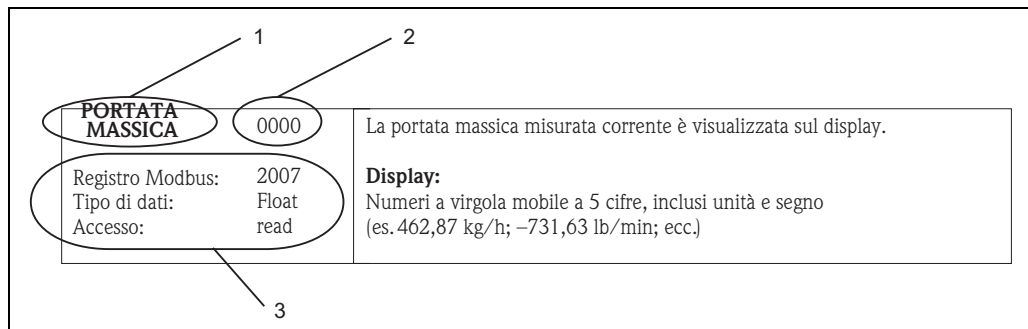 1
2
PORTATA
MASSICA
0000
La portata massica misurata corrente è visualizzata sul display.
Registro Modbus: 2007
Tipo di dati: Float
Accesso: read
Display:
Numeri a virgola mobile a 5 cifre, inclusi unità e segno
(es. 462,87 kg/h; –731,63 lb/min; ecc.)
3